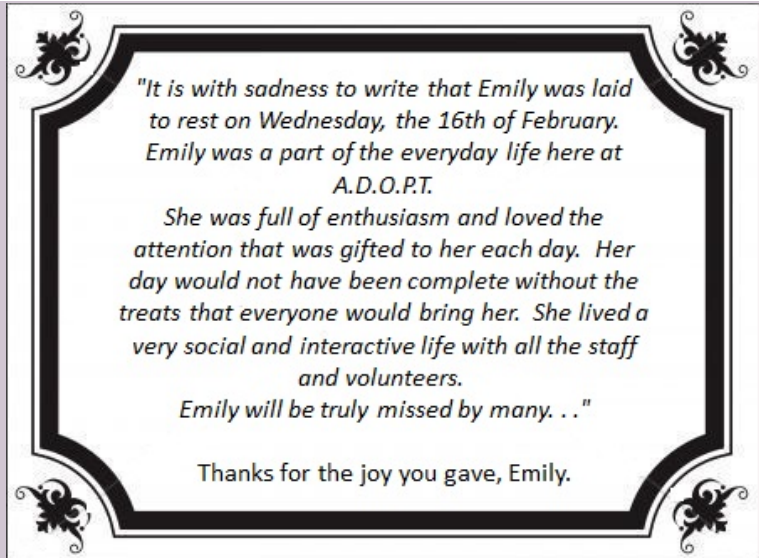 "It is with sadness to write that Emily was laid
to rest on Wednesday, the 16th of February.
Emily was a part of the everyday life here at
A.D.O.P.T.
She was full of enthusiasm and loved the
attention that was gifted to her each day.  Her
day would not have been complete without the
treats that everyone would bring her.  She lived a
very social and interactive life with all the staff
and volunteers.
Emily will be truly missed by many. . ."
Thanks for the joy you gave, Emily.